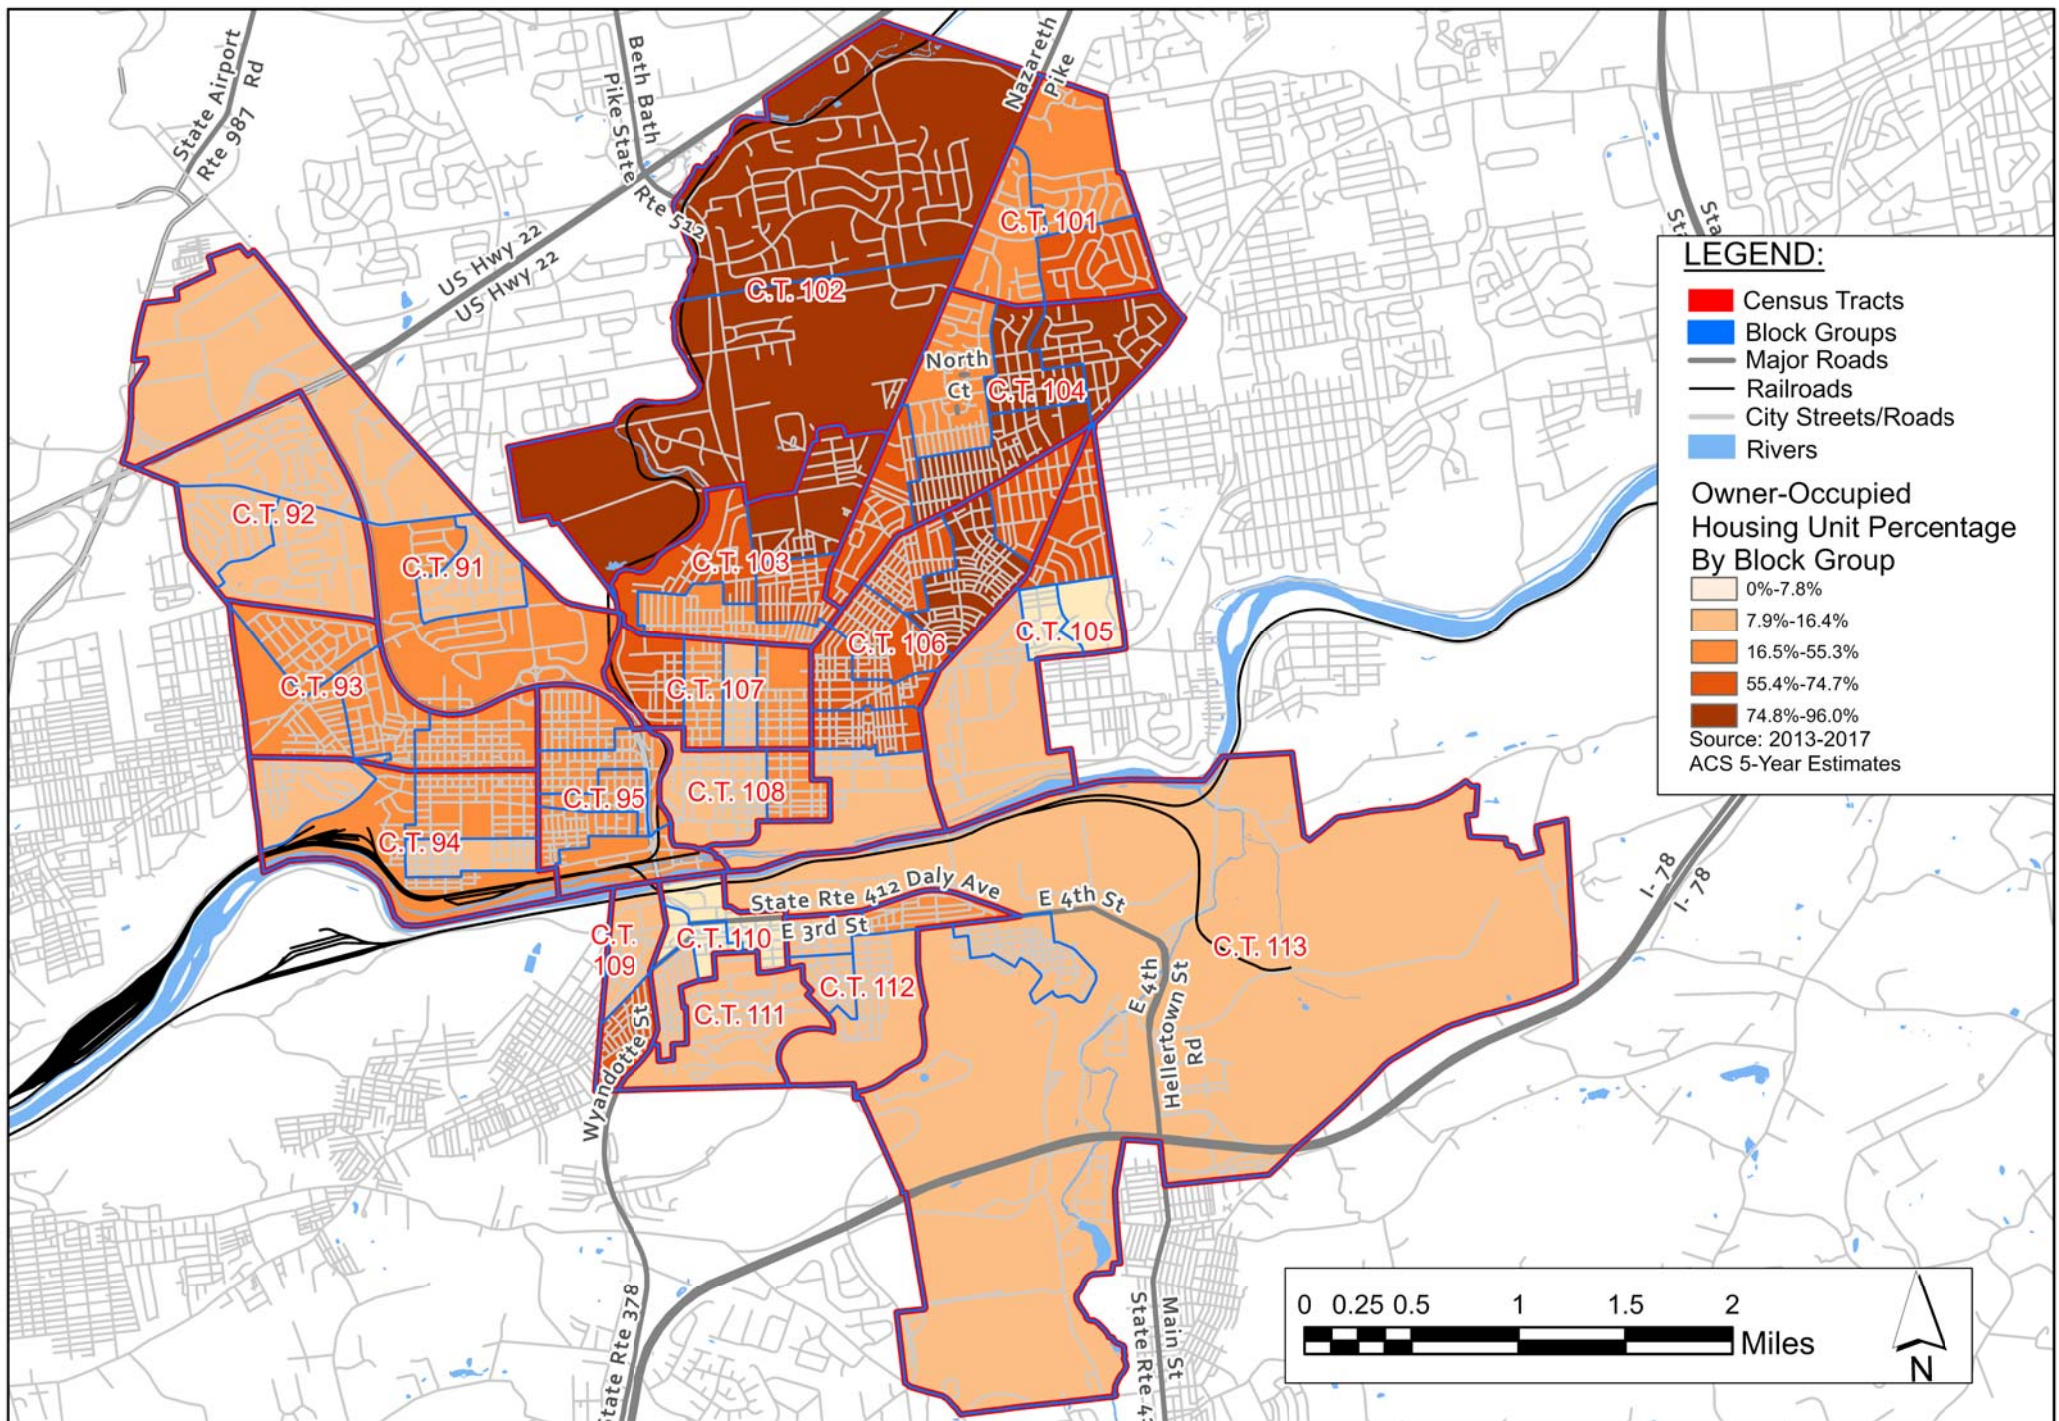 State Airport
Rte 987 Rd
Beth Bath
Pike State Rte 512
Nazareth
Pike
US Hwy 22
US Hwy 22
C.T. 101
C.T. 102
North
Ct
C.T. 104
C.T. 92
C.T. 91
C.T. 103
C.T. 105
C.T. 106
C.T. 93
C.T. 107
C.T. 95
C.T. 108
C.T. 94
State Rte 412 Daly Ave
E 3rd St
E 4th St
C.T.
109
C.T. 110
C.T. 113
C.T. 112
C.T. 111
E 4th
Hellertown St
Rd
Wyandotte St
I- 78
I- 78
State Rte 378
Main St
State Rte 4
Sta
St
LEGEND:
Census Tracts
Block Groups
Major Roads
Railroads
City Streets/Roads
Rivers
Owner-Occupied
Housing Unit Percentage
By Block Group
0%-7.8%
7.9%-16.4%
16.5%-55.3%
55.4%-74.7%
74.8%-96.0%
Source: 2013-2017
ACS 5-Year Estimates
0 0.25 0.5 1 1.5 2
Miles
N